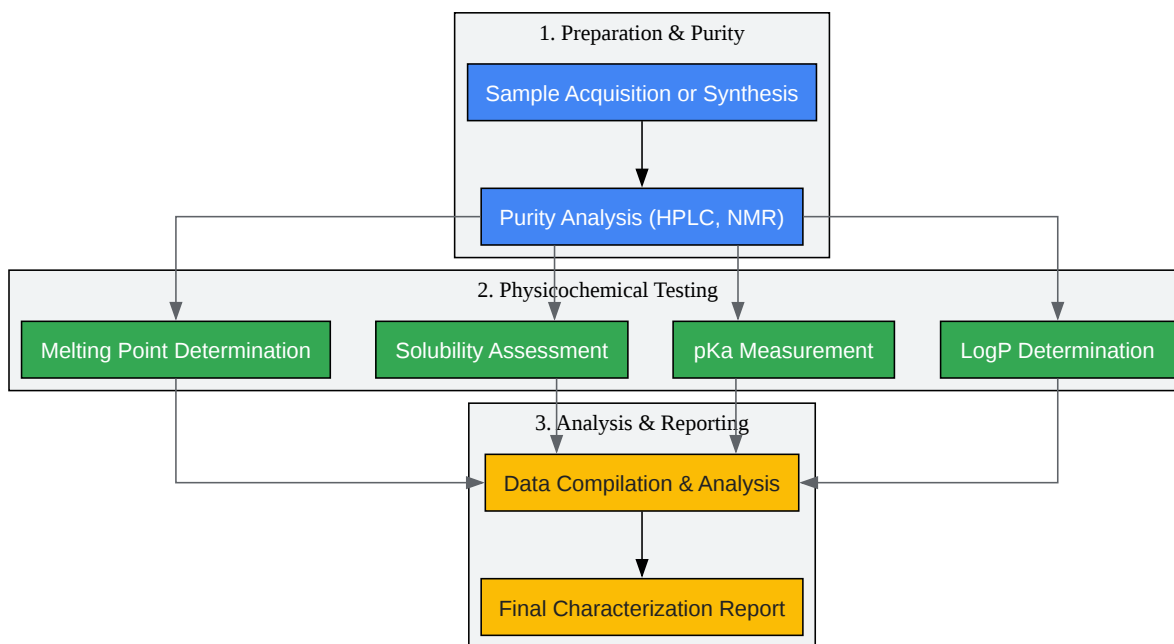 1. Preparation & Purity
Sample Acquisition or Synthesis
Purity Analysis (HPLC, NMR)
2. Physicochemical Testing
Melting Point Determination
Solubility Assessment
pKa Measurement
LogP Determination
3. Analysis & Reporting
Data Compilation & Analysis
Final Characterization Report